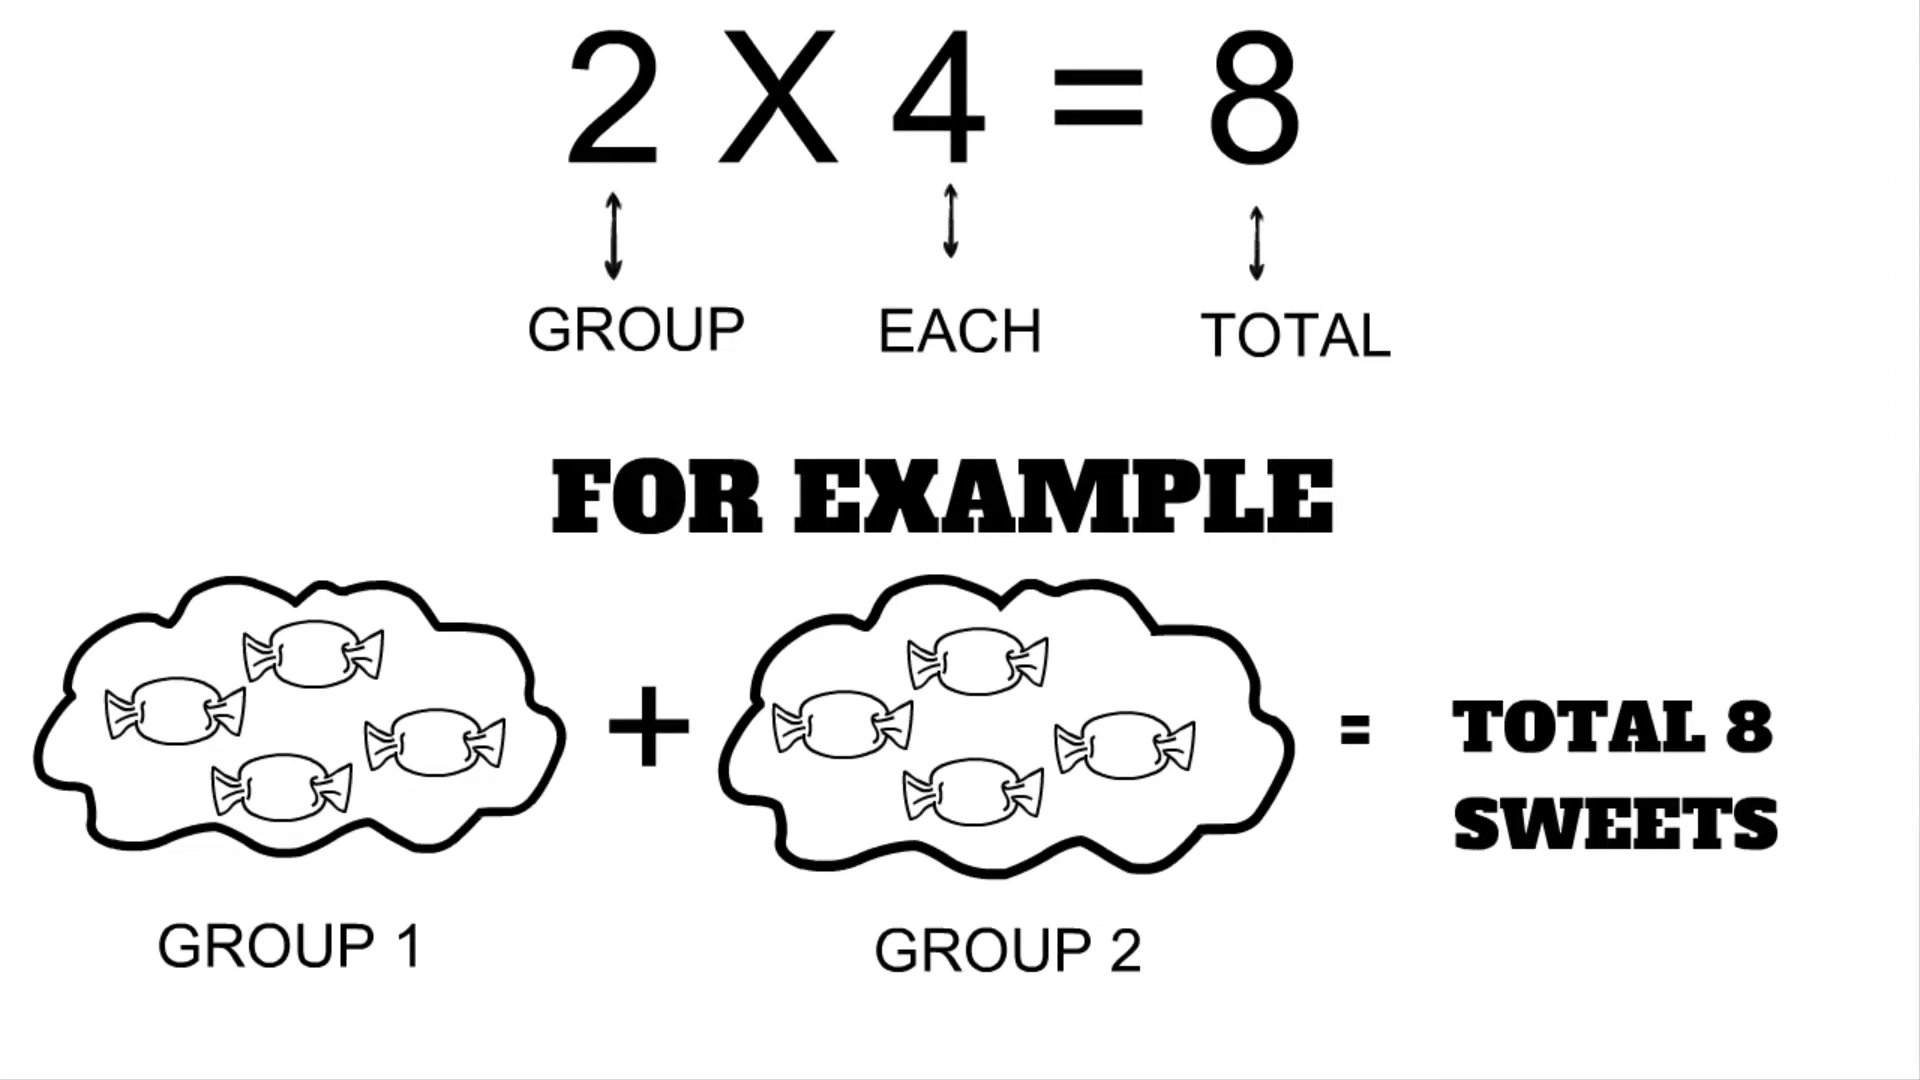 2 X 4 = 8
GROUP EACH TOTAL
FOR EXAMPLE
+ = TOTAL 8
SWEETS
GROUP 1 GROUP 2